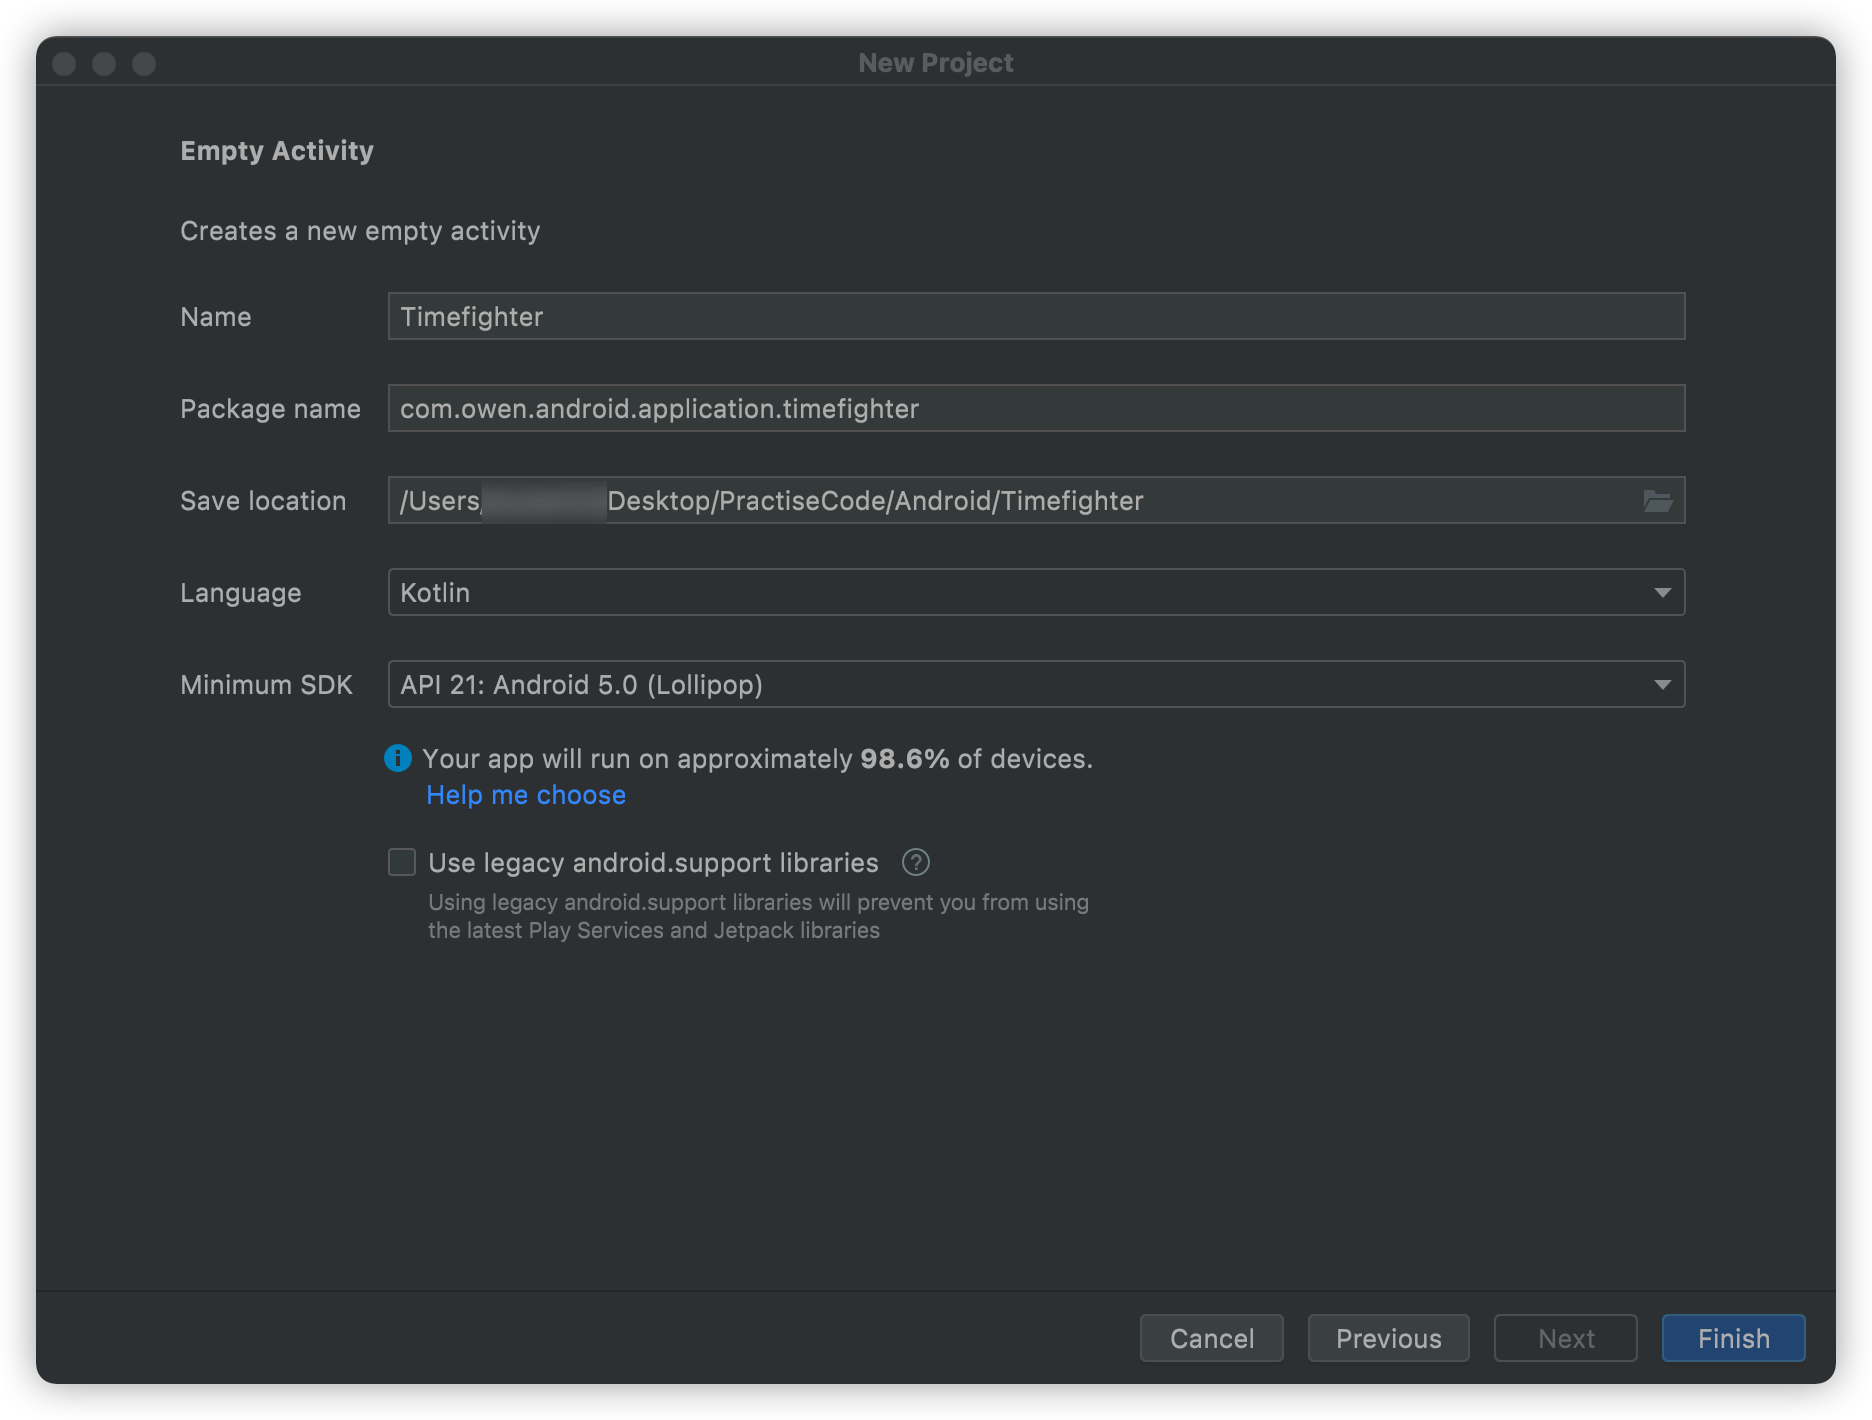 New Project
Empty Activity
Creates a new empty activity
Name
Timefighter
Package name
com.owen.android.application.timefighter
Save location
/Users/ Desktop/PractiseCode/Android/Timefighter
Language
Kotlin
Minimum SDK
API 21: Android 5.0 (Lollipop)
Your app will run on approximately 98.6% of devices.
Help me choose
Use legacy android.support libraries
Using legacy android.support libraries will prevent you from using
the latest Play Services and Jetpack libraries
Cancel
Previous
Next
Finish